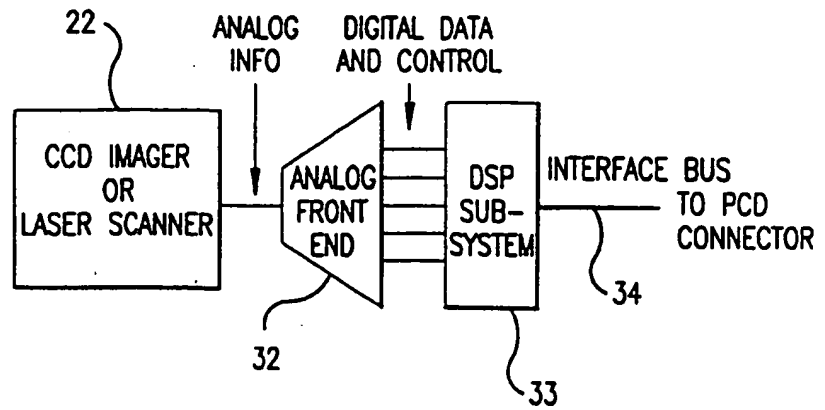 22
ANALOG
INFO
DIGITAL DATA
AND CONTROL
CCD IMAGER
OR
LASER SCANNER
ANALOG
FRONT
END
DSP
SUB-
SYSTEM
INTERFACE BUS
TO PCD
CONNECTOR
32
33
34